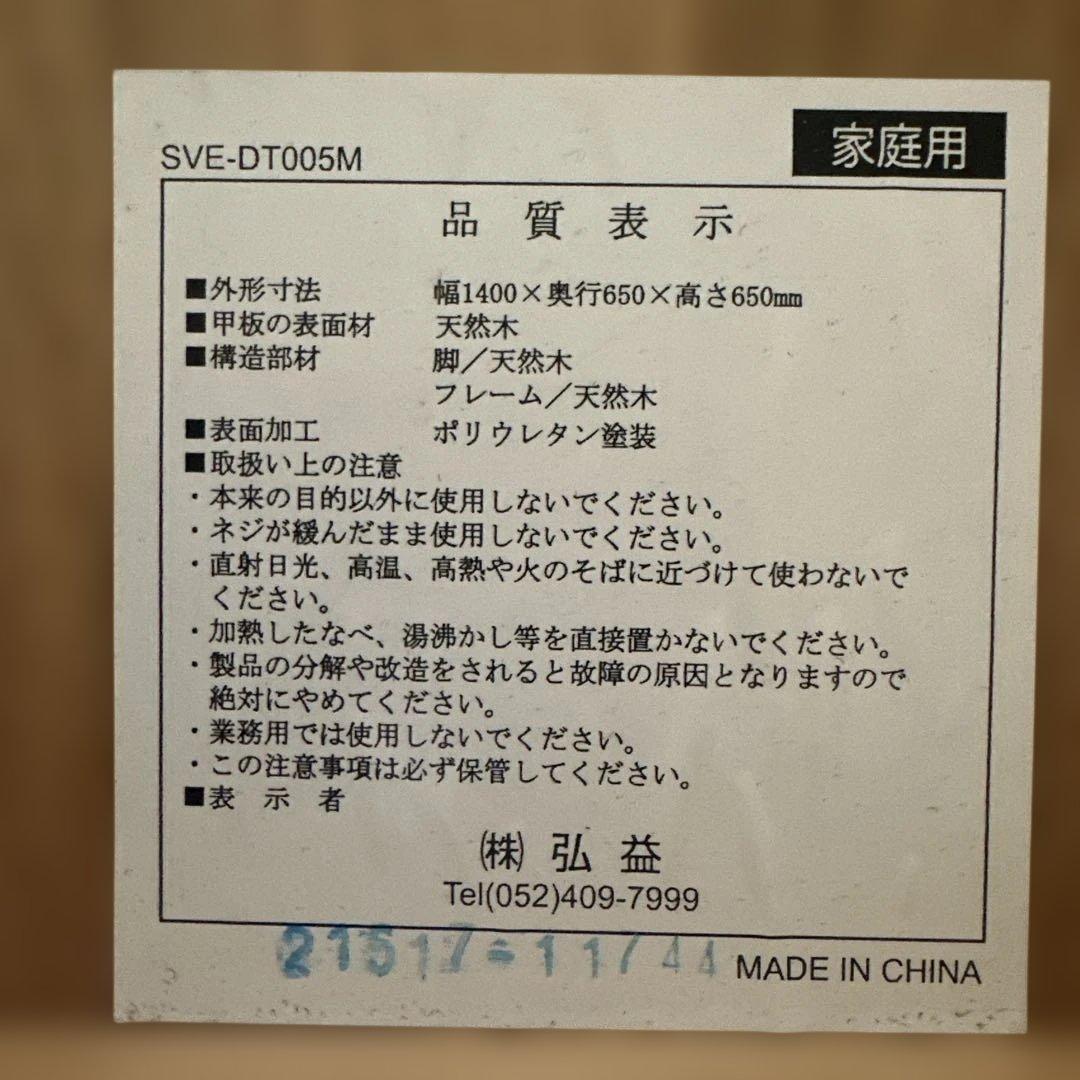 SVE-DT005M
家庭用
品質表示
■外形寸法 幅1400×奥行650×高さ650mm
■甲板の表面材 天然木
■構造部材 脚／天然木
フレーム／天然木
■表面加工 ポリウレタン塗装
■取扱い上の注意
・本来の目的以外に使用しないでください。
・ネジが緩んだまま使用しないでください。
・直射日光、高温、高熱や火のそばに近づけて使わないで
ください。
・加熱したなべ、湯沸かし等を直接置かないでください。
・製品の分解や改造をされると故障の原因となりますので
絶対にやめてください。
・業務用では使用しないでください。
・この注意事項は必ず保管してください。
■表示者
㈱ 弘益
Tel(052)409-7999
MADE IN CHINA